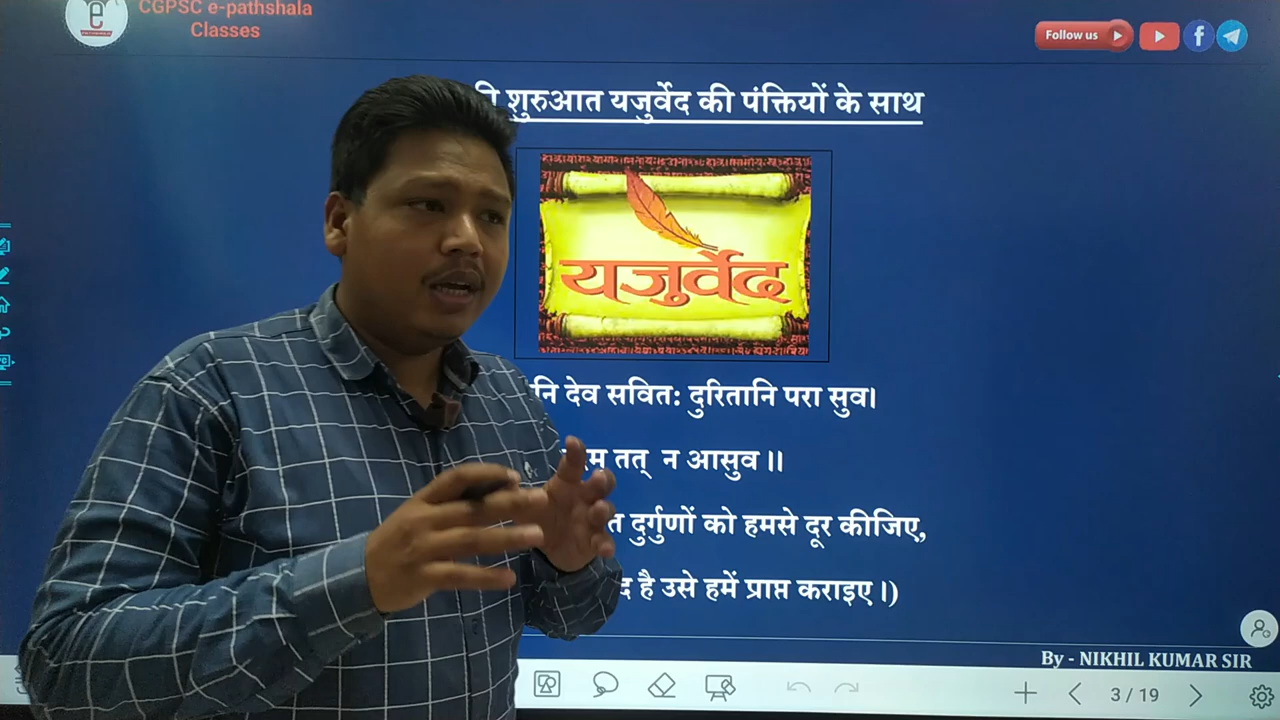 CGPSC e-pathshala
Classes
Follow us
शुरुआत यजुर्वेद की पंक्तियों के साथ
यजुर्वेद
देव सवितः दुरितानि परा सुव।
तत् न आसुव ।।
दुर्गुणों को हमसे दूर कीजिए,
है उसे हमें प्राप्त कराइए ।)
By - NIKHIL KUMAR SIR
3 / 19